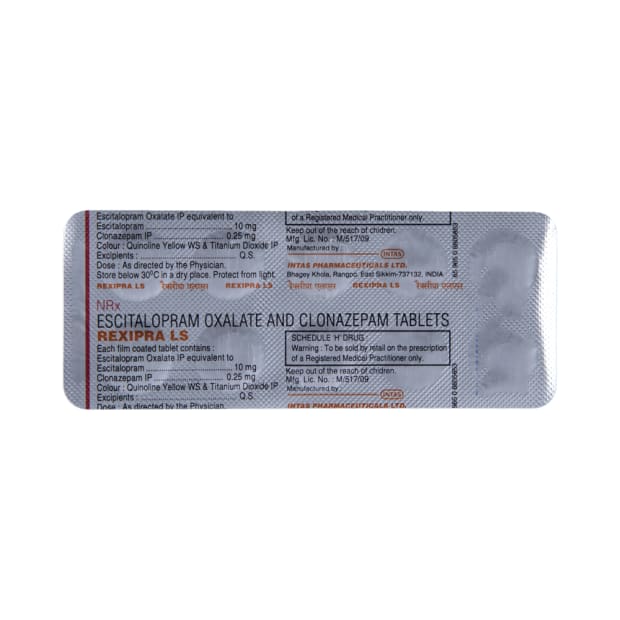 Escitalopram Oxalate IP equivalent to
Escitalopram ........................ 10 mg
Clonazepam IP ........................ 0.25 mg
Colour : Quinoline Yellow WS & Titanium Dioxide IP
Excipients : ........................ Q.S.
Dose : As directed by the Physician.
Store below 30°C in a dry place. Protect from light.
of a Registered Medical Practitioner only.
Keep out of the reach of children.
Mfg. Lic. No. : M/517/09
Manufactured by :
INTAS
INTAS PHARMACEUTICALS LTD.
Bhagey Khola, Rangpo, East Sikkim-737132, INDIA
REXIPRA LS रेक्सीप्रा एलएस REXIPRA LS रेक्सीप्रा एलएस REXIPRA LS रेक्सीप्रा एलएस
NRx
ESCITALOPRAM OXALATE AND CLONAZEPAM TABLETS
REXIPRA LS
Each film coated tablet contains :
Escitalopram Oxalate IP equivalent to
Escitalopram ........................ 10 mg
Clonazepam IP ........................ 0.25 mg
Colour : Quinoline Yellow WS & Titanium Dioxide IP
Excipients : ........................ Q.S.
Dose : As directed by the Physician.
SCHEDULE 'H' DRUG
Warning : To be sold by retail on the prescription
of a Registered Medical Practitioner only.
Keep out of the reach of children.
Mfg. Lic. No. : M/517/09
Manufactured by :
INTAS
INTAS PHARMACEUTICALS LTD.